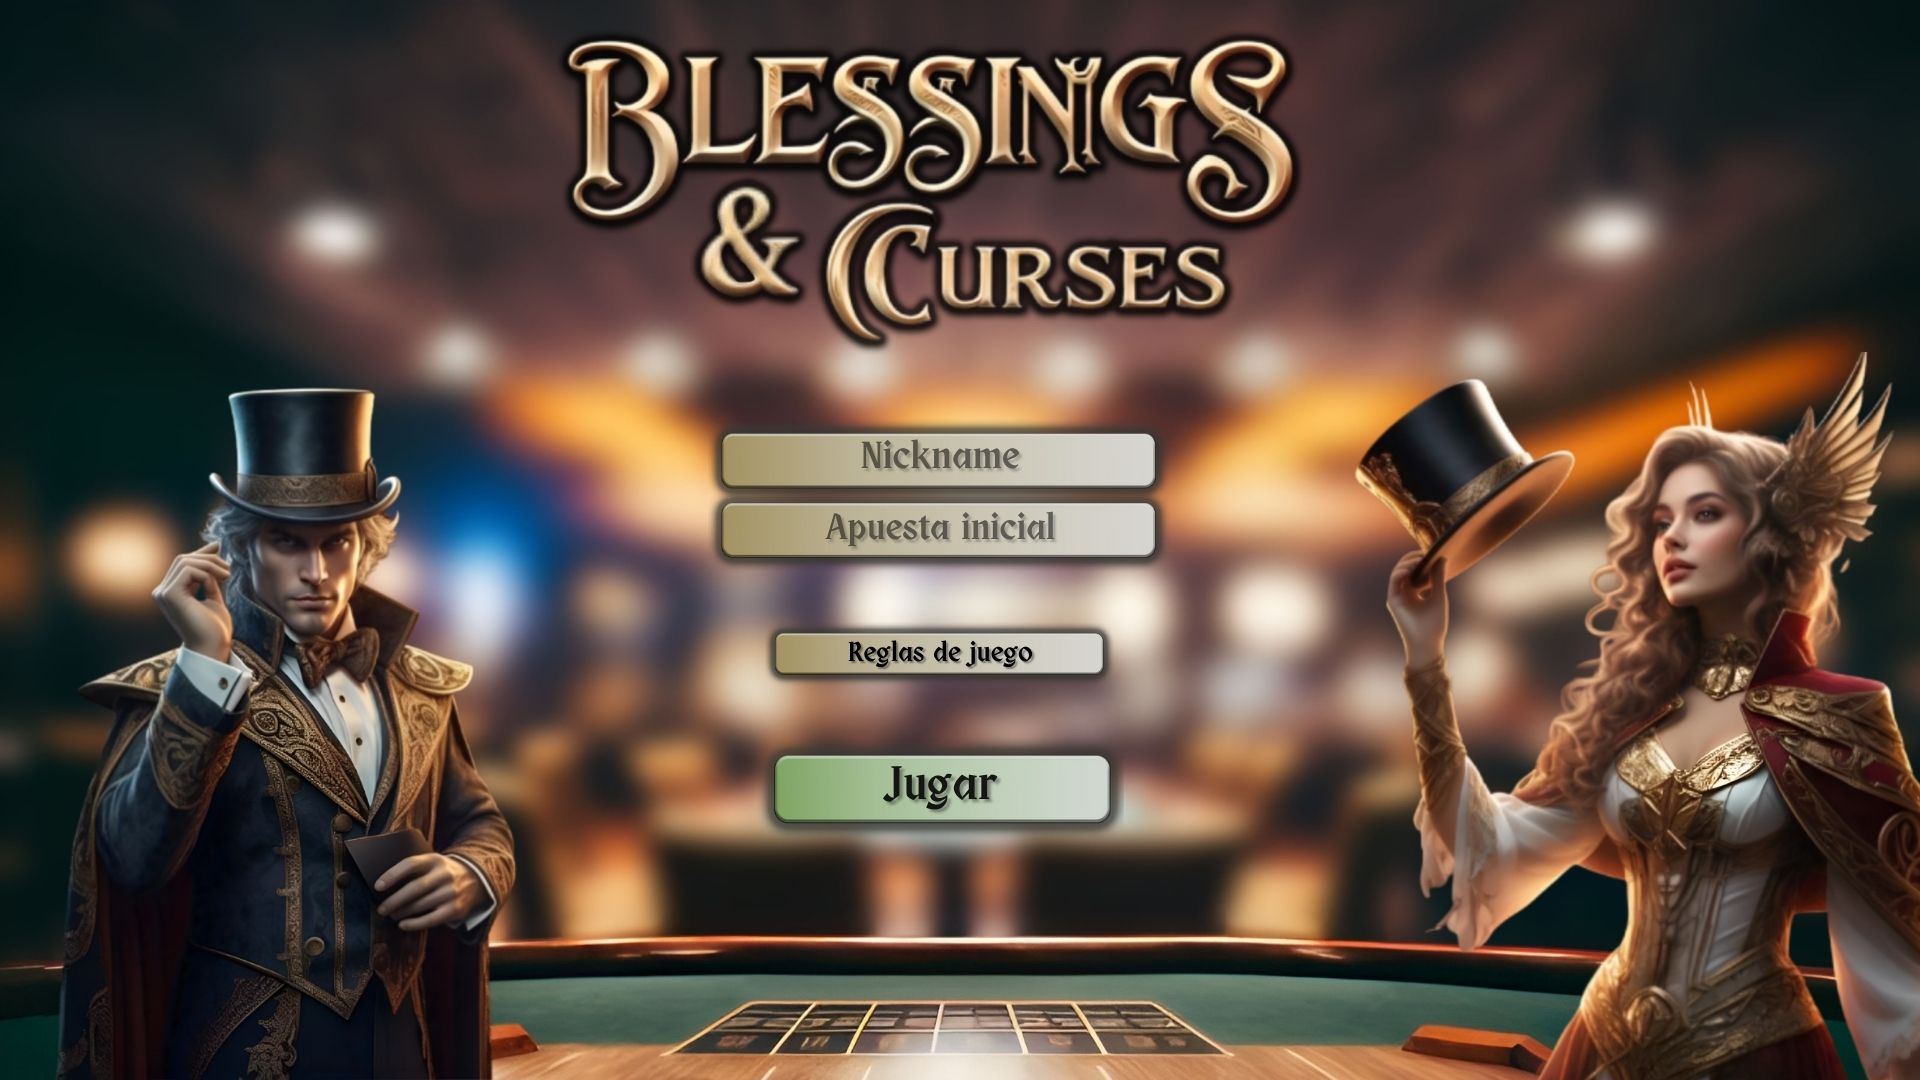 BLESSINGS
& CURSES
Nickname
Apuesta inicial
Reglas de juego
Jugar